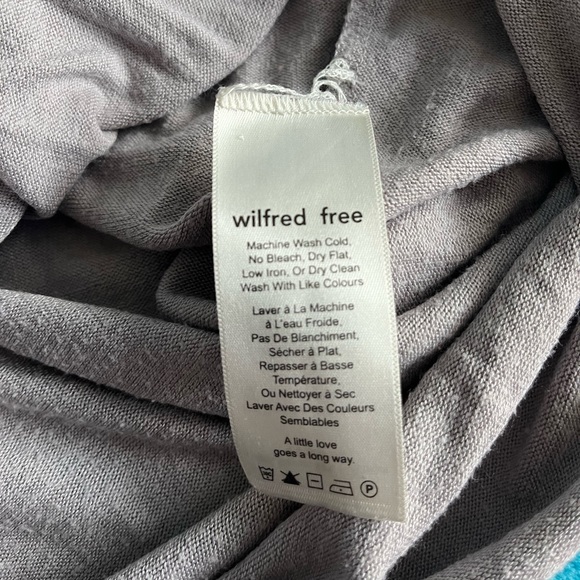 wilfred free
Machine Wash Cold,
No Bleach, Dry Flat,
Low Iron, Or Dry Clean
Wash With Like Colours
Laver à La Machine
à L'eau Froide,
Pas De Blanchiment,
Sécher à Plat,
Repasser à Basse
Température,
Ou Nettoyer à Sec
Laver Avec Des Couleurs
Semblables
A little love
goes a long way.
P